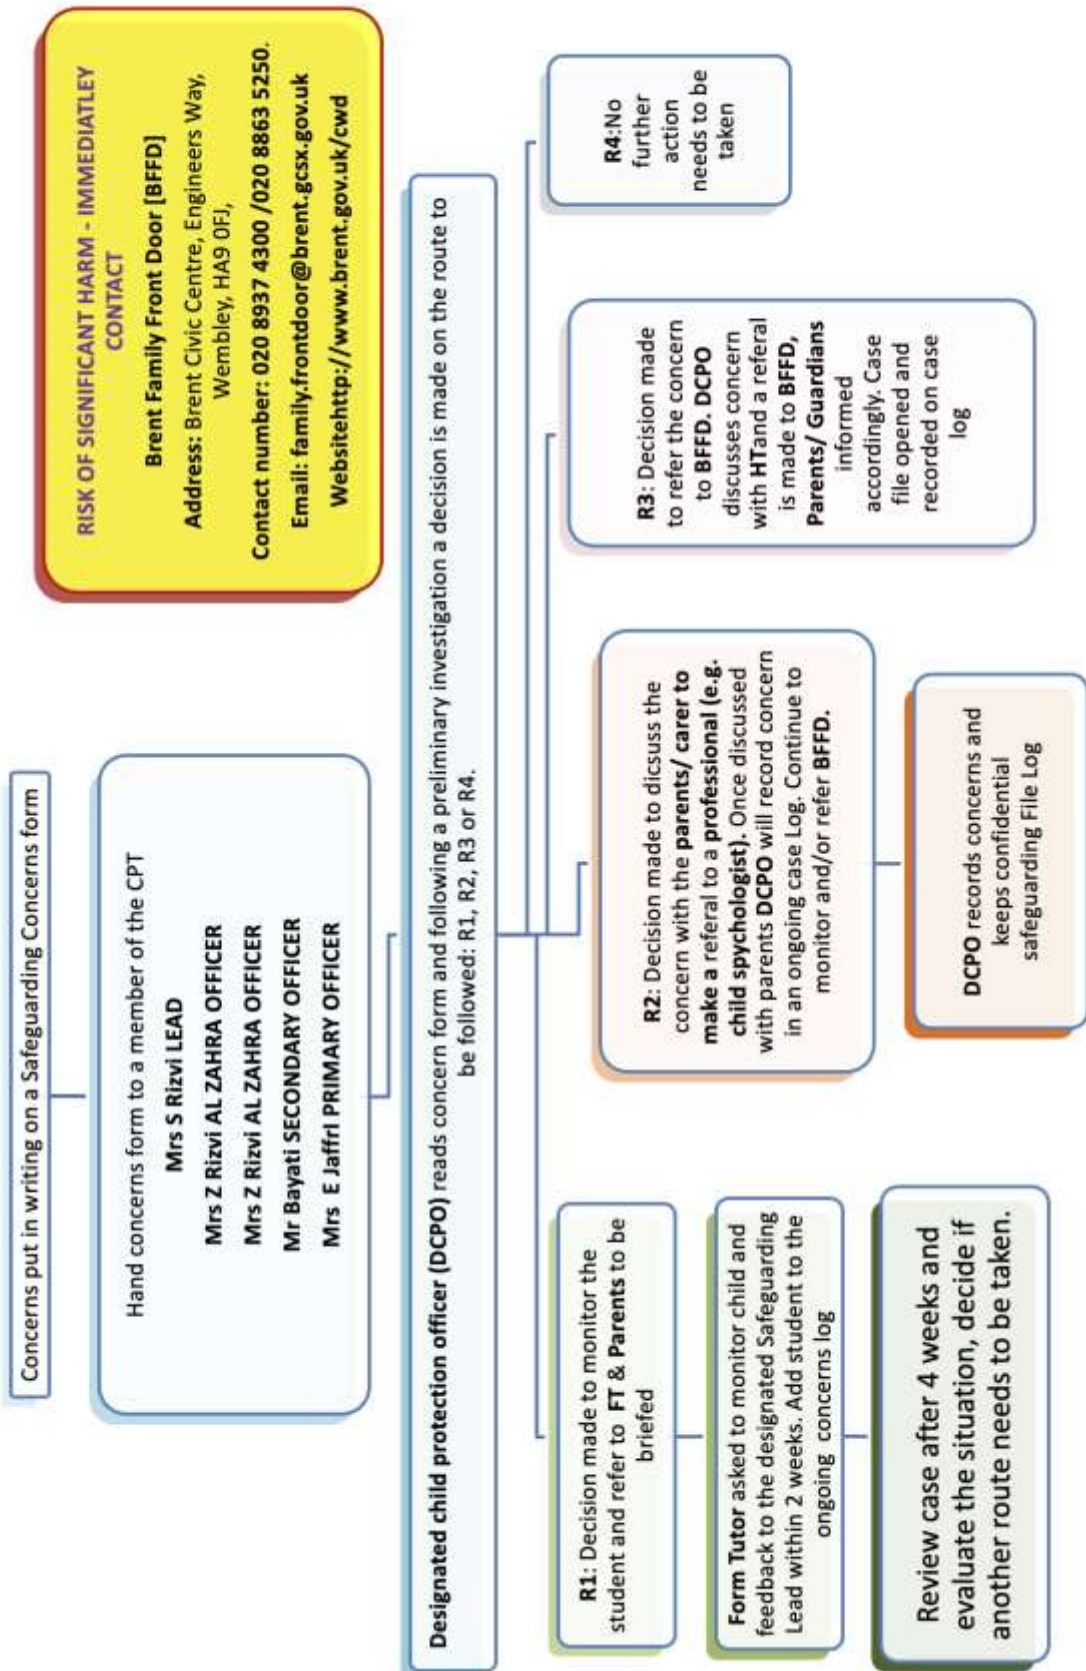 Concerns put in writing on a Safeguarding Concerns form
Hand concerns form to a member of the CPT
Mrs S Rizvi LEAD
Mrs Z Rizvi AL ZAHRA OFFICER
Mrs Z Rizvi AL ZAHRA OFFICER
Mr Bayati SECONDARY OFFICER
Mrs E JaffrI PRIMARY OFFICER
RISK OF SIGNIFICANT HARM - IMMEDIATLEY
CONTACT
Brent Family Front Door [BFFD]
Address: Brent Civic Centre, Engineers Way,
Wembley, HA9 0FJ,
Contact number: 020 8937 4300 /020 8863 5250.
Email: family.frontdoor@brent.gcsx.gov.uk
Websitehttp://www.brent.gov.uk/cwd
Designated child protection officer (DCPO) reads concern form and following a preliminary investigation a decision is made on the route to
be followed: R1, R2, R3 or R4.
R1: Decision made to monitor the
student and refer to FT & Parents to be
briefed
Form Tutor asked to monitor child and
feedback to the designated Safeguarding
Lead within 2 weeks. Add student to the
ongoing concerns log
Review case after 4 weeks and
evaluate the situation, decide if
another route needs to be taken.
R2: Decision made to dicsuss the
concern with the parents/ carer to
make a referal to a professional (e.g.
child spychologist). Once discussed
with parents DCPO will record concern
in an ongoing case Log. Continue to
monitor and/or refer BFFD.
DCPO records concerns and
keeps confidential
safeguarding File Log
R3: Decision made
to refer the concern
to BFFD. DCPO
discusses concern
with HTand a referal
is made to BFFD,
Parents/ Guardians
informed
accordingly. Case
file opened and
recorded on case
log
R4:No
further
action
needs to be
taken